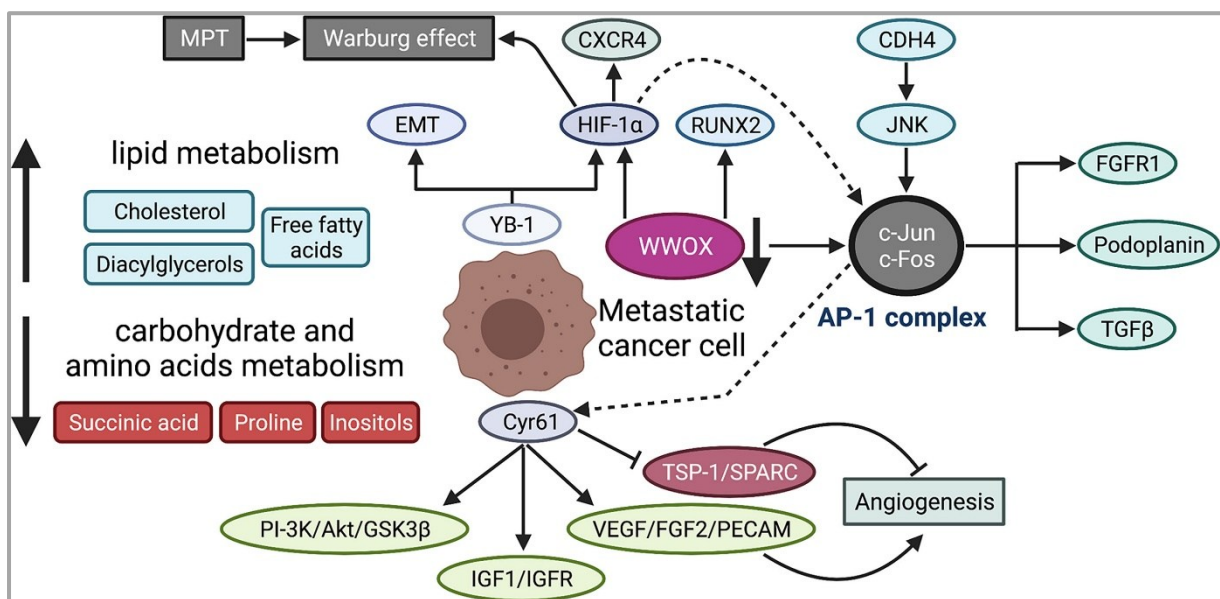 MPT
Warburg effect
CXCR4
CDH4
EMT
HIF-1α
RUNX2
JNK
lipid metabolism
Cholesterol
Diacylglycerols
Free fatty
acids
YB-1
WWOX
c-Jun
c-Fos
AP-1 complex
FGFR1
Podoplanin
TGFβ
Metastatic
cancer cell
carbohydrate and
amino acids metabolism
Succinic acid
Proline
Inositols
Cyr61
TSP-1/SPARC
Angiogenesis
PI-3K/Akt/GSK3β
VEGF/FGF2/PECAM
IGF1/IGFR